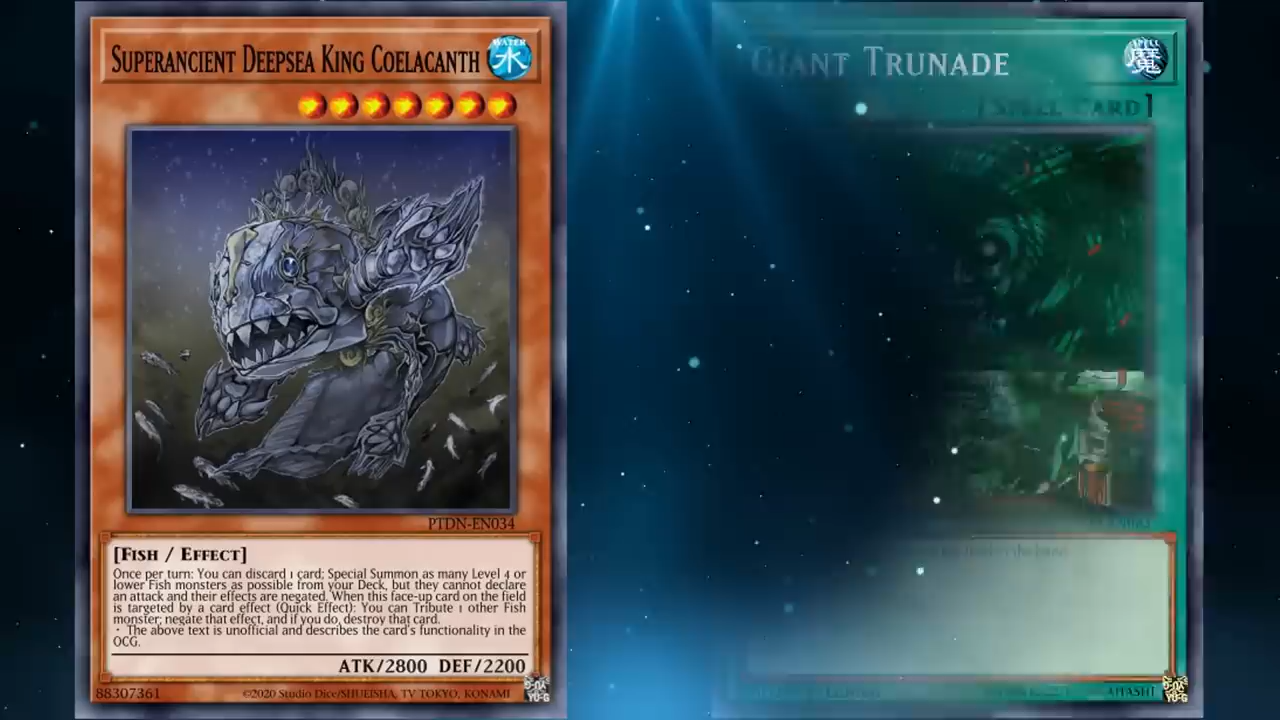 SUPERANCIENT DEEPSEA KING COELACANTH
WATER
水
PTDN-EN034
[FISH / EFFECT]
Once per turn: You can discard 1 card; Special Summon as many Level 4 or
lower Fish monsters as possible from your Deck, but they cannot declare
an attack and their effects are negated. When this face-up card on the field
is targeted by a card effect (Quick Effect): You can Tribute 1 other Fish
monster; negate that effect, and if you do, destroy that card.
· The above text is unofficial and describes the card's functionality in the
OCG.
ATK/2800 DEF/2200
88307361 ©2020 Studio Dice/SHUEISHA, TV TOKYO, KONAMI
GIANT TRUNADE
魔
[SPELL CARD]